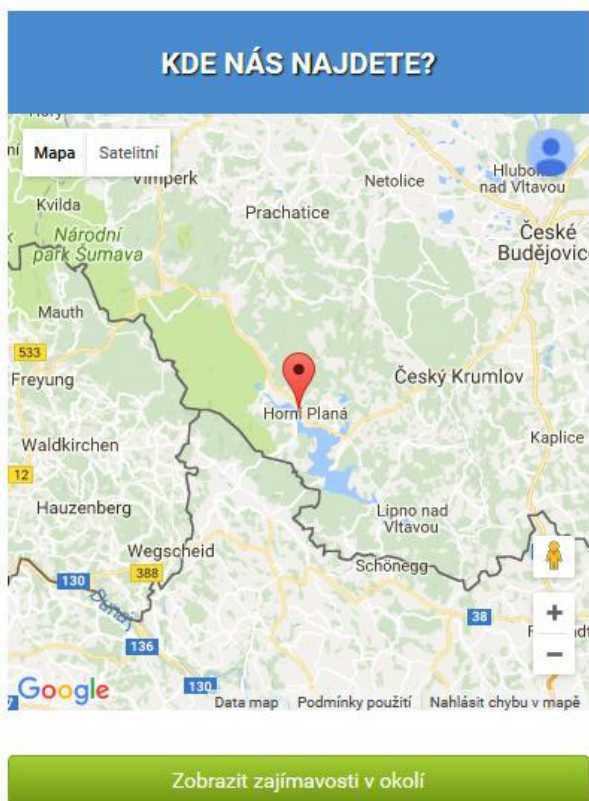 KDE NÁS NAJDETE?
Mapa
Satelitní
Vimperk
Netolice
nad Vltavou
Kvilda
Prachatice
Národní
park Šumava
České
Mauth
533
Freyung
Český Krumlov
Horní Planá
Waldkirchen
Kaplice
12
Hauzenberg
Lipno nad
Vltavou
Wegscheid
Schönegg
130
388
38
136
130
Google
Data map
Podmínky použití
Nahlásit chybu v mapě
Zobrazit zajímavosti v okolí